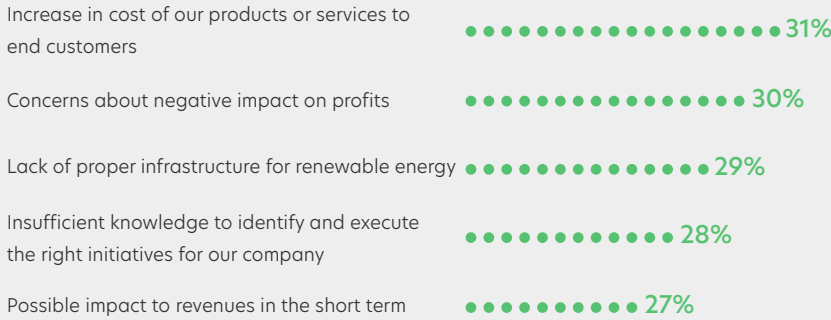 Increase in cost of our products or services to
end customers
31%
Concerns about negative impact on profits
30%
Lack of proper infrastructure for renewable energy
29%
Insufficient knowledge to identify and execute
the right initiatives for our company
28%
Possible impact to revenues in the short term
27%